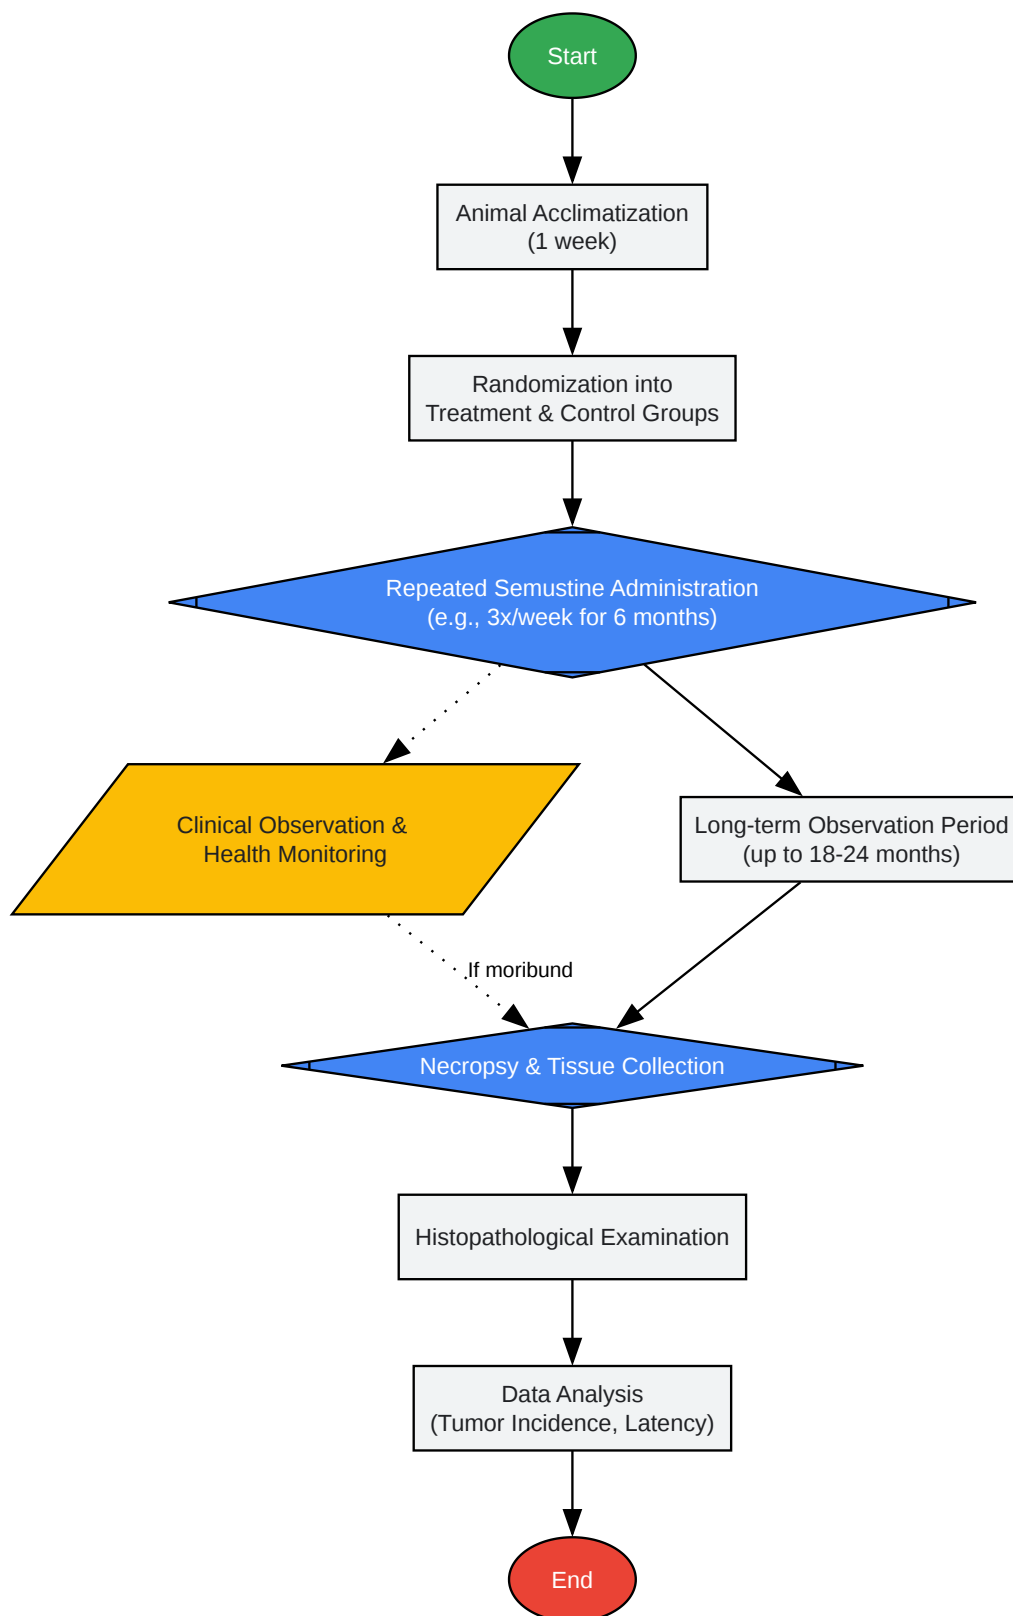 Start
Animal Acclimatization
(1 week)
Randomization into
Treatment & Control Groups
Repeated Semustine Administration
(e.g., 3x/week for 6 months)
Clinical Observation &
Health Monitoring
Long-term Observation Period
(up to 18-24 months)
If moribund
Necropsy & Tissue Collection
Histopathological Examination
Data Analysis
(Tumor Incidence, Latency)
End